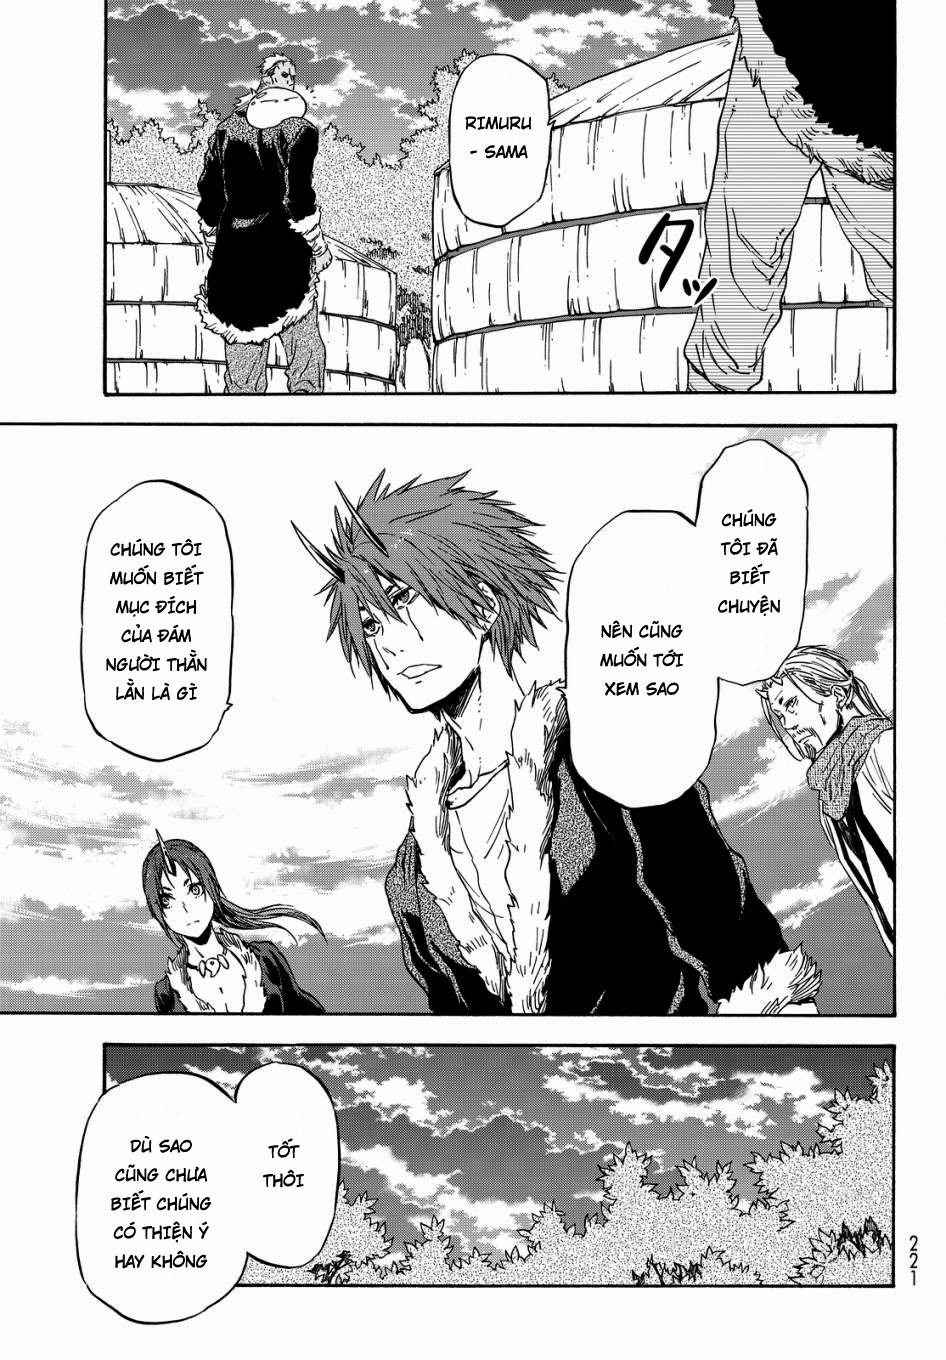 RIMURU
- SAMA
タッ
CHÚNG
TÔI ĐÃ
BIẾT
CHUYỆN
NÊN CŨNG
MUỐN TỚI
XEM SAO
CHÚNG TÔI
MUỐN BIẾT
MỤC ĐÍCH
CỦA ĐÁM
NGƯỜI THẰN
LẰN LÀ GÌ
TỐT
THÔI
DÙ SAO
CŨNG CHƯA
BIẾT CHÚNG
CÓ THIỆN Ý
HAY KHÔNG
221